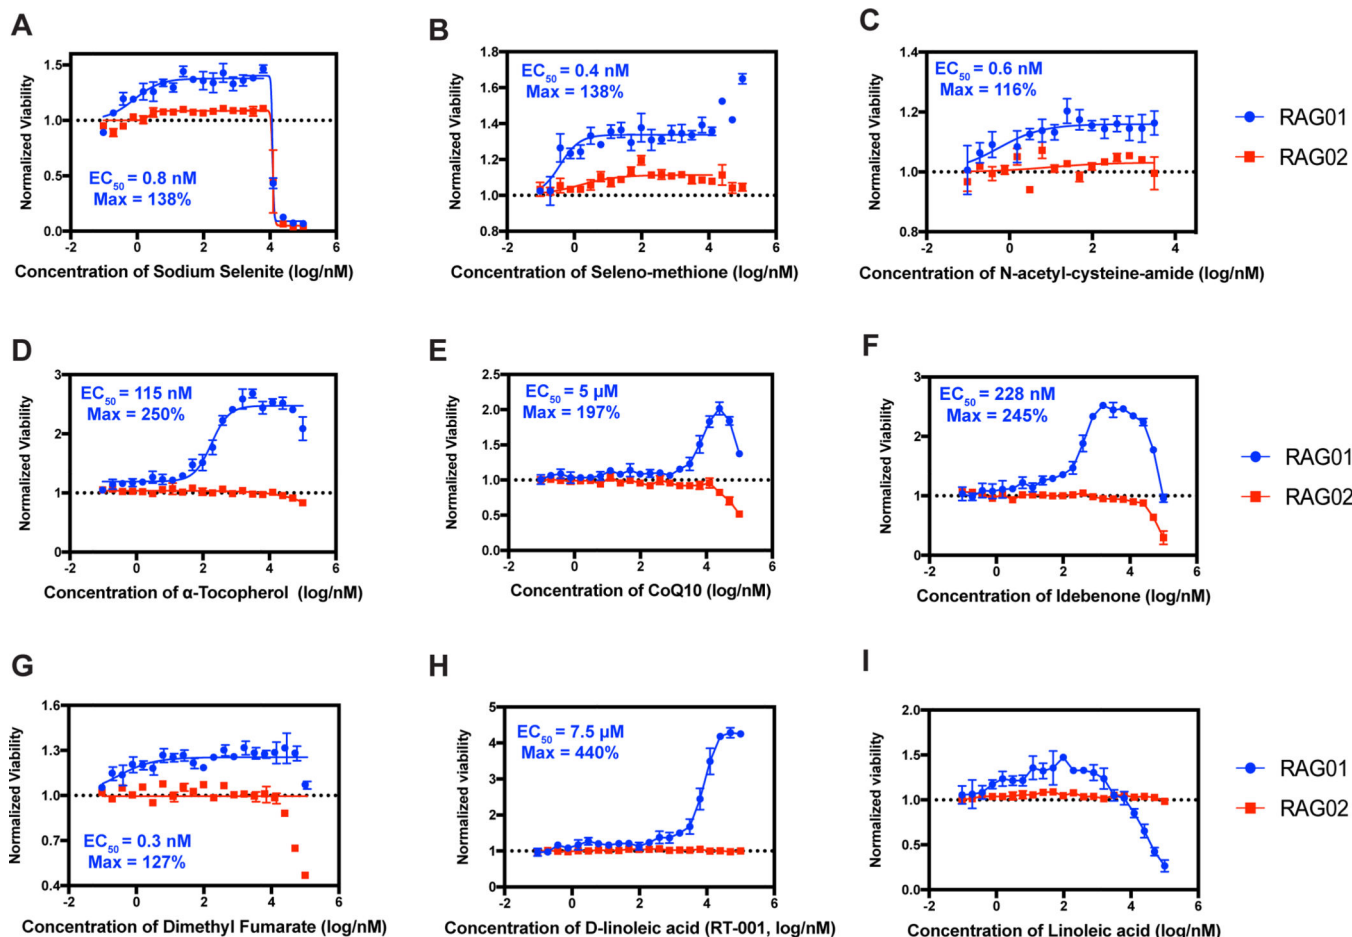 A
Normalized Viability
1.5
1.0
0.5
0.0
EC50 = 0.8 nM
Max = 138%
-2
0
2
4
6
Concentration of Sodium Selenite (log/nM)
B
Normalized Viability
1.8
1.6
1.4
1.2
1.0
0.8
EC50 = 0.4 nM
Max = 138%
-2
0
2
4
6
Concentration of Seleno-methione (log/nM)
C
Normalized Viability
1.4
1.2
1.0
0.8
EC50 = 0.6 nM
Max = 116%
-2
0
2
4
Concentration of N-acetyl-cysteine-amide (log/nM)
RAG01
RAG02
D
Normalized Viability
3
2
1
0
EC50 = 115 nM
Max = 250%
-2
0
2
4
6
Concentration of α-Tocopherol (log/nM)
E
Normalized Viability
2.5
2.0
1.5
1.0
0.5
0.0
EC50 = 5 µM
Max = 197%
-2
0
2
4
6
Concentration of CoQ10 (log/nM)
F
Normalized Viability
3
2
1
0
EC50 = 228 nM
Max = 245%
-2
0
2
4
6
Concentration of Idebenone (log/nM)
RAG01
RAG02
G
Normalized Viability
1.6
1.3
1.0
0.7
0.4
EC50 = 0.3 nM
Max = 127%
-2
0
2
4
6
Concentration of Dimethyl Fumarate (log/nM)
H
Normalized viability
5
4
3
2
1
0
EC50 = 7.5 µM
Max = 440%
-2
0
2
4
6
Concentration of D-linoleic acid (RT-001, log/nM)
I
Normalized viability
2.0
1.5
1.0
0.5
0.0
-2
0
2
4
6
Concentration of Linoleic acid (log/nM)
RAG01
RAG02